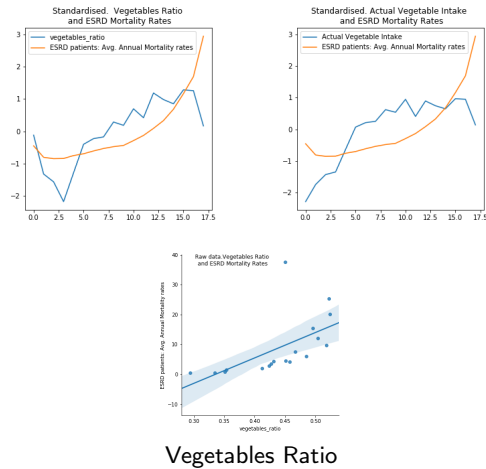 Standardised.  Vegetables Ratio
and ESRD Mortality Rates
vegetables_ratio
ESRD patients: Avg. Annual Mortality rates
3
2
1
0
−1
−2
0.0 2.5 5.0 7.5 10.0 12.5 15.0 17.5
Standardised. Actual Vegetable Intake
and ESRD Mortality Rates
Actual Vegetable Intake
ESRD patients: Avg. Annual Mortality rates
3
2
1
0
−1
−2
0.0 2.5 5.0 7.5 10.0 12.5 15.0 17.5
Raw data.Vegetables Ratio
and ESRD Mortality Rates
ESRD patients: Avg. Annual Mortality rates
40
30
20
10
0
−10
0.30 0.35 0.40 0.45 0.50
vegetables_ratio
Vegetables Ratio